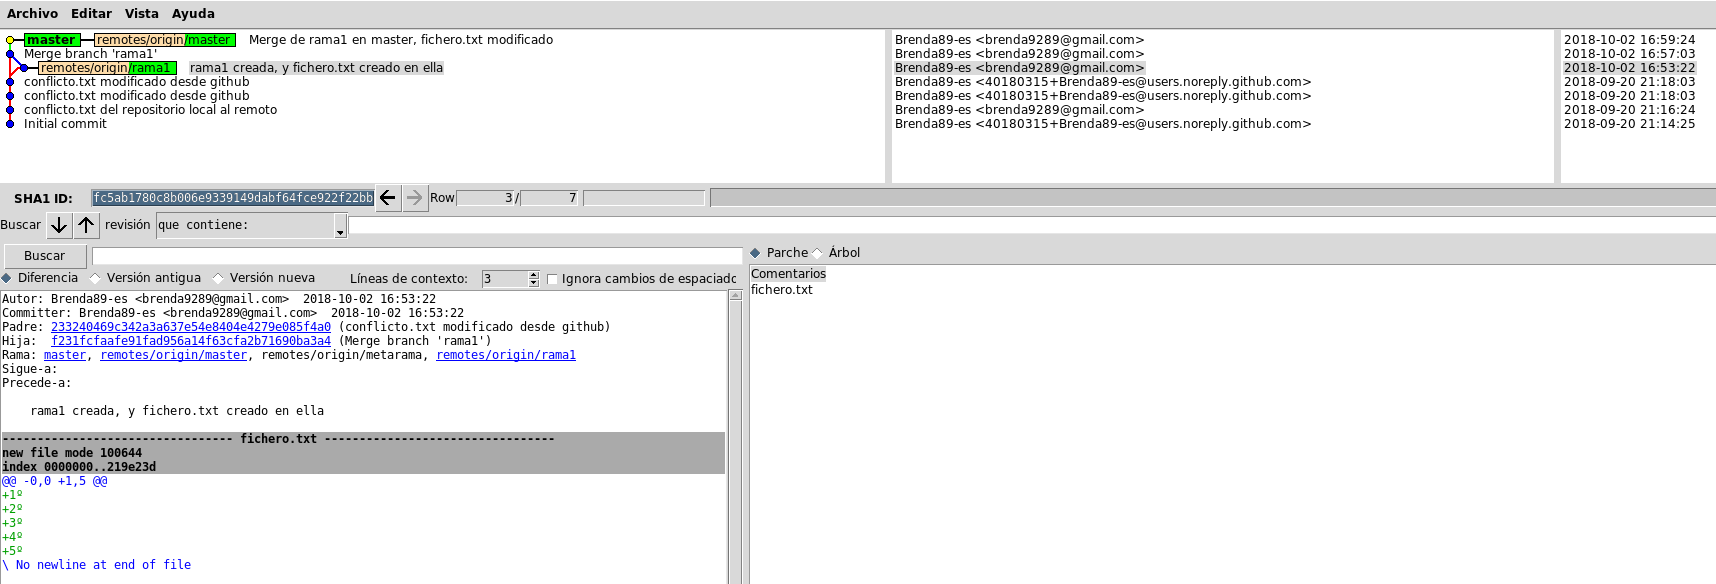 Archivo Editar Vista Ayuda
master remotes/origin/master Merge de rama1 en master, fichero.txt modificado Brenda89-es <brenda9289@gmail.com> 2018-10-02 16:59:24
Merge branch 'rama1' Brenda89-es <brenda9289@gmail.com> 2018-10-02 16:57:03
remotes/origin/rama1 rama1 creada, y fichero.txt creado en ella Brenda89-es <brenda9289@gmail.com> 2018-10-02 16:53:22
conflicto.txt modificado desde github Brenda89-es <40180315+Brenda89-es@users.noreply.github.com> 2018-09-20 21:18:03
conflicto.txt modificado desde github Brenda89-es <40180315+Brenda89-es@users.noreply.github.com> 2018-09-20 21:18:03
conflicto.txt del repositorio local al remoto Brenda89-es <brenda9289@gmail.com> 2018-09-20 21:16:24
Initial commit Brenda89-es <40180315+Brenda89-es@users.noreply.github.com> 2018-09-20 21:14:25
SHA1 ID: fc5ab1780c8b006e9339149dabf64fce922f22bb Row 3 / 7
Buscar revisión que contiene:
Buscar
Parche Árbol
Diferencia Versión antigua Versión nueva Líneas de contexto: 3 Ignora cambios de espaciado
Comentarios
fichero.txt
Autor: Brenda89-es <brenda9289@gmail.com> 2018-10-02 16:53:22
Committer: Brenda89-es <brenda9289@gmail.com> 2018-10-02 16:53:22
Padre: 233240469c342a3a637e54e8404e4279e085f4a0 (conflicto.txt modificado desde github)
Hija: f231fcfaafe91fad956a14f63cfa2b71690ba3a4 (Merge branch 'rama1')
Rama: master, remotes/origin/master, remotes/origin/metarama, remotes/origin/rama1
Sigue-a:
Precede-a:
rama1 creada, y fichero.txt creado en ella
--------------------------------- fichero.txt ---------------------------------
new file mode 100644
index 0000000..219e23d
@@ -0,0 +1,5 @@
+1º
+2º
+3º
+4º
+5º
\ No newline at end of file